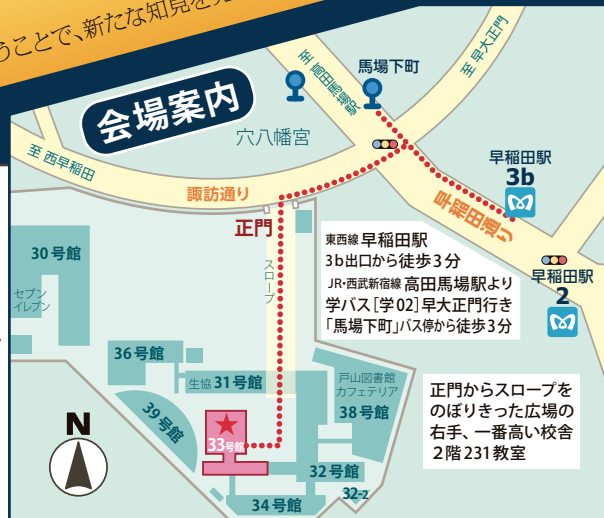 うことで、新たな知見を
会場案内
至 高田馬場駅
馬場下町
至 早大正門
穴八幡宮
至 西早稲田
諏訪通り
早稲田駅
3b
早稲田通り
正門
スロープ
東西線 早稲田駅
3b出口から徒歩3分
JR・西武新宿線 高田馬場駅より
学バス[学02]早大正門行き
「馬場下町」バス停から徒歩3分
早稲田駅
2
30号館
セブン
イレブン
36号館
生協 31号館
戸山図書館
カフェテリア
38号館
正門からスロープを
のぼりきった広場の
右手、一番高い校舎
2階231教室
39号館
33号館
N
32号館
32-2
34号館